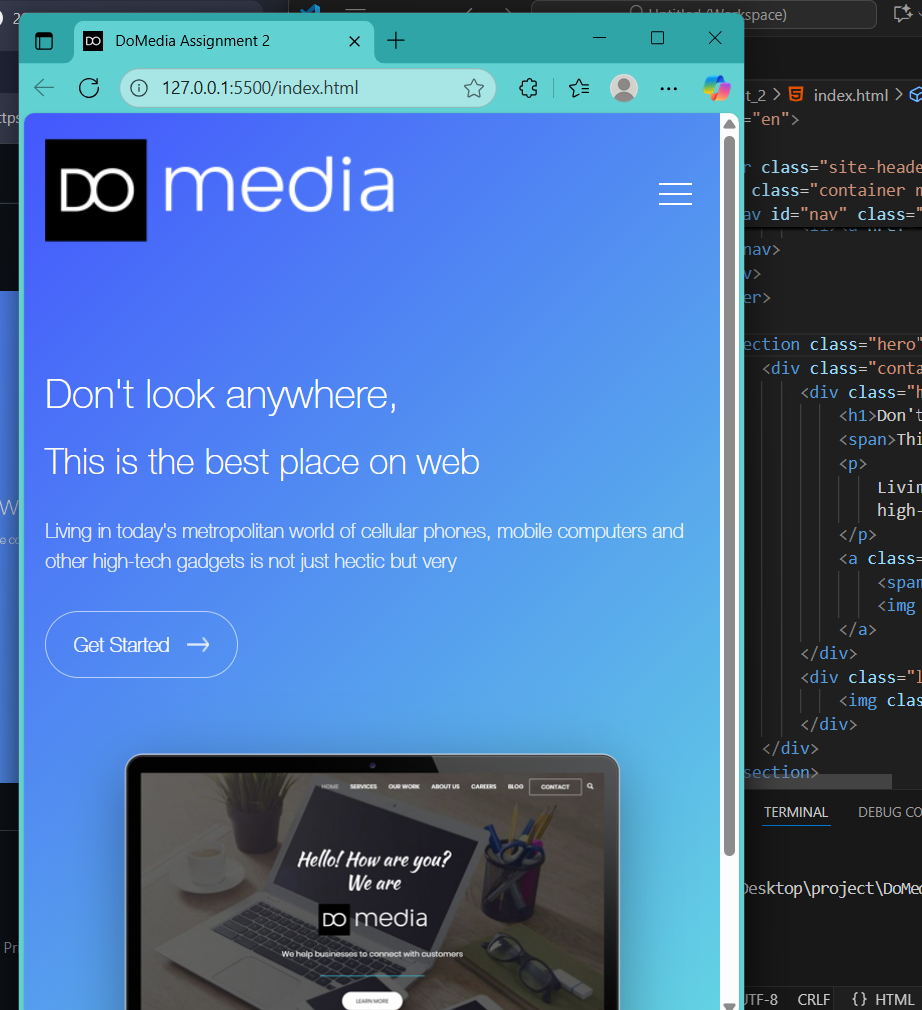 Untitled (Workspace)
DoMedia Assignment 2
127.0.0.1:5500/index.html
t_2 > index.html >
="en">
r class="site-heade
class="container m
av id="nav" class="
nav>
v>
er>
ection class="hero"
<div class="conta
<div class="h
<h1>Don't
<span>Thi
<p>
Livin
high-
</p>
<a class=
<span
<img
</a>
</div>
<div class="l
<img clas
</div>
</div>
section>
TERMINAL
DEBUG CO
Desktop\project\DoMed
UTF-8
CRLF
{} HTML
DO media
Don't look anywhere,
This is the best place on web
Living in today's metropolitan world of cellular phones, mobile computers and
other high-tech gadgets is not just hectic but very
Get Started
HOME SERVICES OUR WORK ABOUT US CAREERS BLOG CONTACT
Hello! How are you?
We are
DO media
We help businesses to connect with customers
LEARN MORE